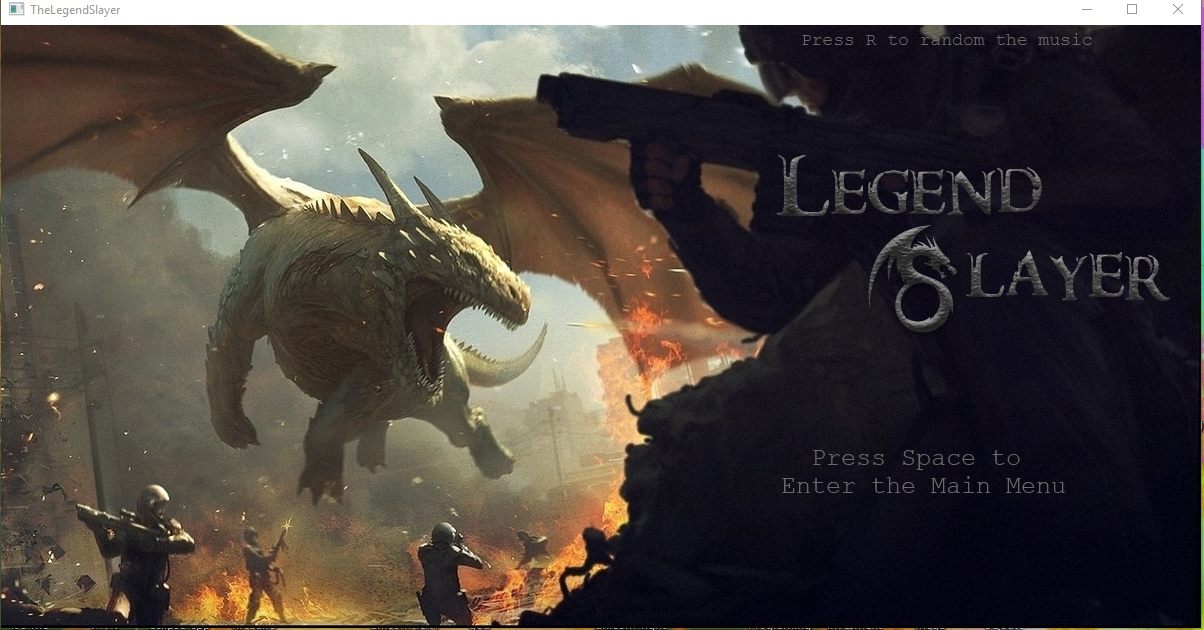 TheLegendSlayer
Press R to random the music
LEGEND
SLAYER
Press Space to
Enter the Main Menu